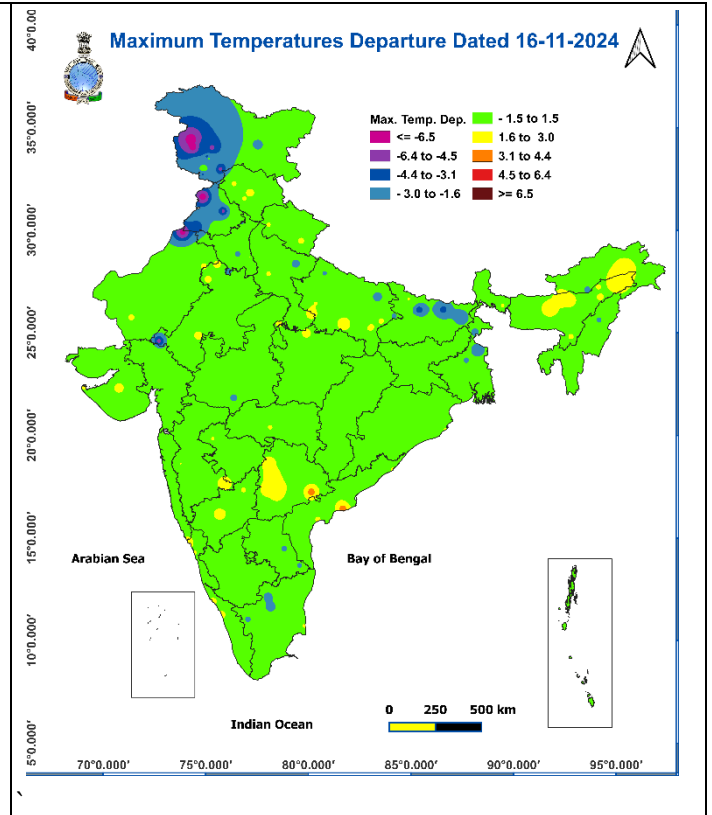 Maximum Temperatures Departure Dated 16-11-2024
Max. Temp. Dep.
<= -6.5
-6.4 to -4.5
-4.4 to -3.1
- 3.0 to -1.6
- 1.5 to 1.5
1.6 to 3.0
3.1 to 4.4
4.5 to 6.4
>= 6.5
40°0.000'
35°0.000'
30°0.000'
25°0.000'
20°0.000'
15°0.000'
10°0.000'
5°0.000'
Arabian Sea
Bay of Bengal
Indian Ocean
0 250 500 km
70°0.000' 75°0.000' 80°0.000' 85°0.000' 90°0.000' 95°0.000'
`